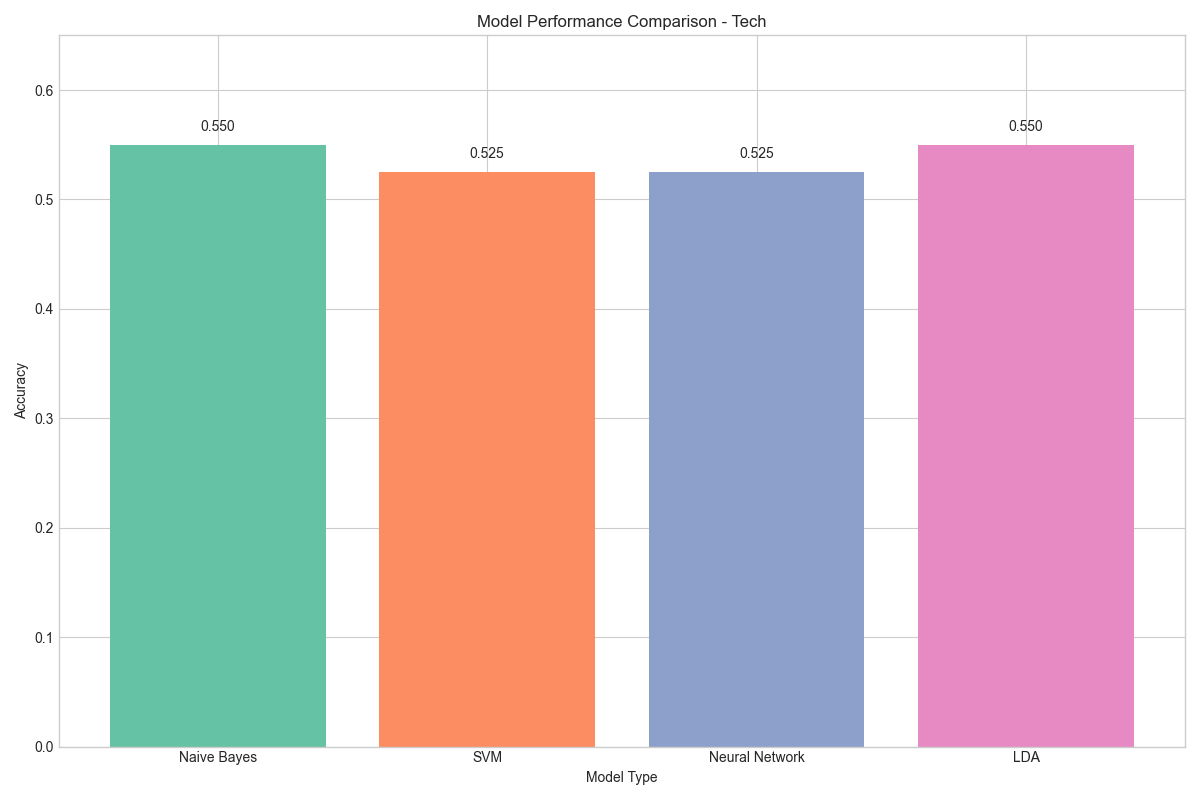 Model Performance Comparison - Tech
0.6
0.5
0.4
0.3
0.2
0.1
0.0
Accuracy
0.550
0.525
0.525
0.550
Naive Bayes
SVM
Neural Network
LDA
Model Type